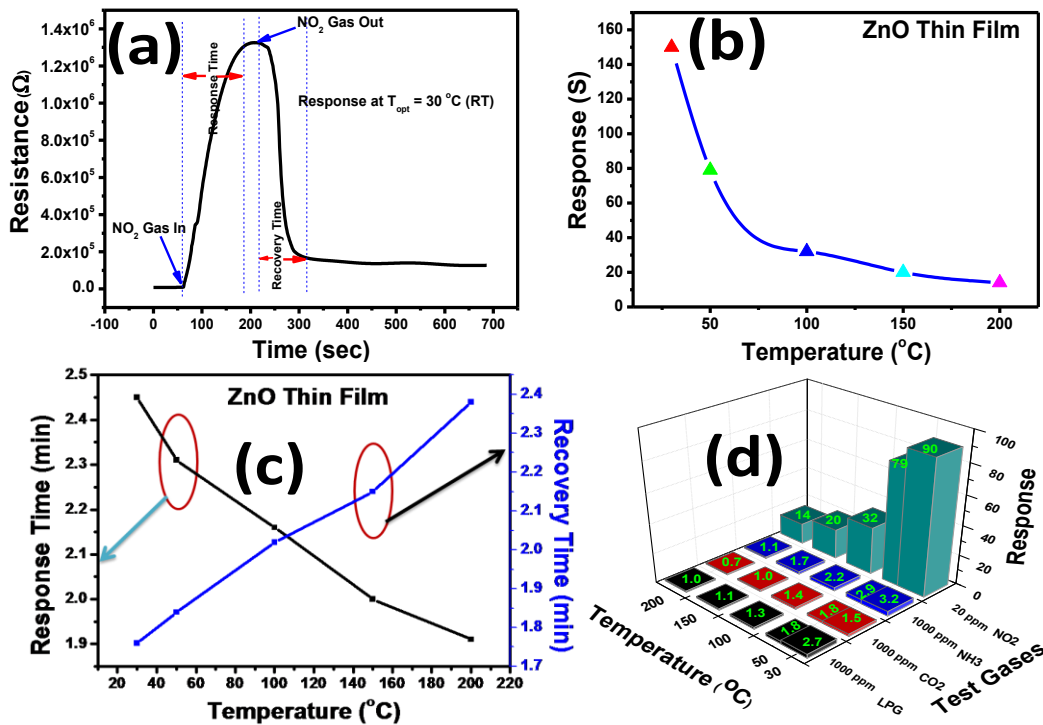 (a)
NO2 Gas Out
Response Time
Response at Topt = 30 °C (RT)
NO2 Gas In
Recovery Time
Resistance(Ω)
1.4x10^6
1.2x10^6
1.0x10^6
8.0x10^5
6.0x10^5
4.0x10^5
2.0x10^5
0.0
-100 0 100 200 300 400 500 600 700
Time (sec)
(b)
ZnO Thin Film
Response (S)
160
140
120
100
80
60
40
20
0
50 100 150 200
Temperature (°C)
ZnO Thin Film
(c)
Response Time (min)
2.5
2.4
2.3
2.2
2.1
2.0
1.9
Recovery Time (min)
2.4
2.3
2.2
2.1
2.0
1.9
1.8
1.7
20 40 60 80 100 120 140 160 180 200 220
Temperature (°C)
(d)
100
80
60
40
20
0
Response
14 20 32 79 90
1.1 1.7 2.2 2.9 3.2
0.7 1.0 1.4 1.8 1.5
1.0 1.1 1.3 1.8 2.7
200
150
100
50
30
Temperature (°C)
20 ppm NO2
1000 ppm NH3
1000 ppm CO2
1000 ppm LPG
Test Gases